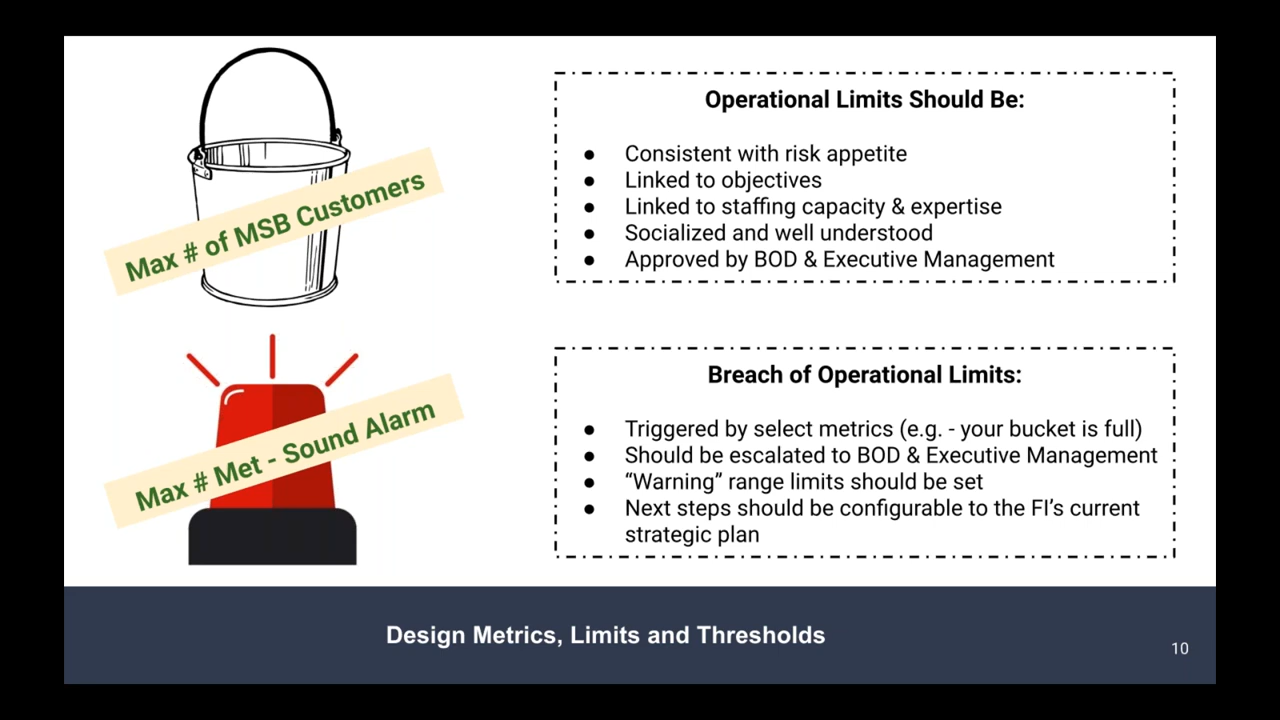 Max # of MSB Customers
Max # Met - Sound Alarm
Operational Limits Should Be:
● Consistent with risk appetite
● Linked to objectives
● Linked to staffing capacity & expertise
● Socialized and well understood
● Approved by BOD & Executive Management
Breach of Operational Limits:
● Triggered by select metrics (e.g. - your bucket is full)
● Should be escalated to BOD & Executive Management
● “Warning” range limits should be set
● Next steps should be configurable to the FI’s current
strategic plan
Design Metrics, Limits and Thresholds
10